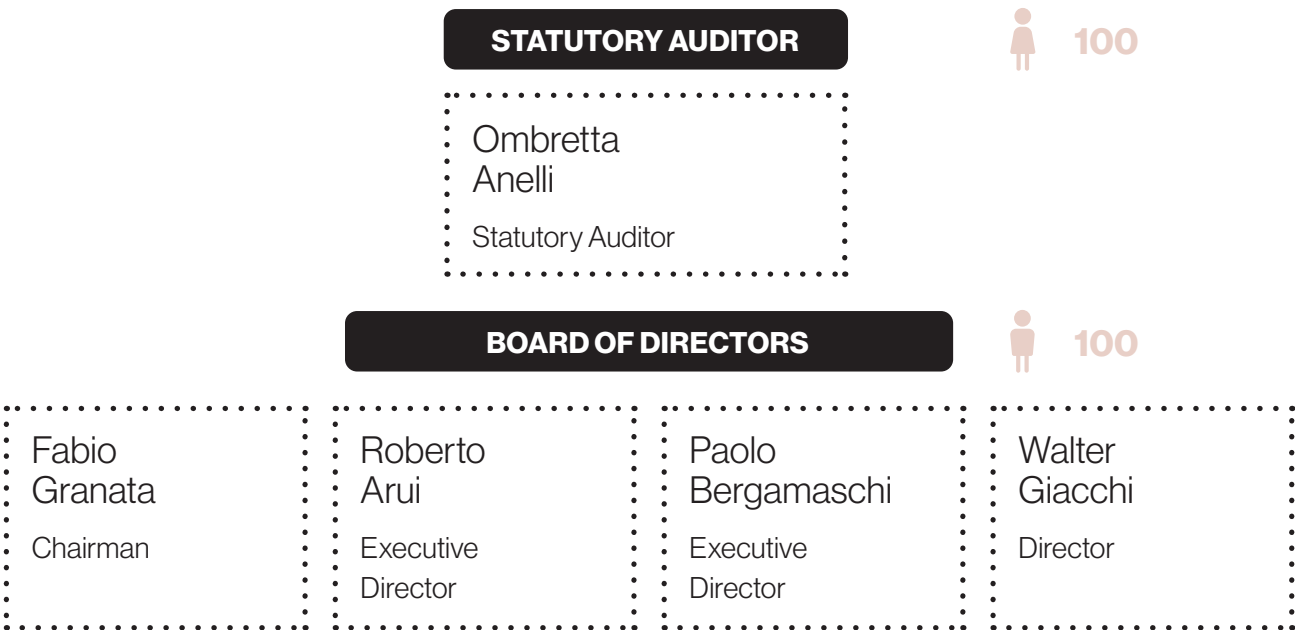 STATUTORY AUDITOR
100
Ombretta
Anelli
Statutory Auditor
BOARD OF DIRECTORS
100
Fabio
Granata
Chairman
Roberto
Arui
Executive
Director
Paolo
Bergamaschi
Executive
Director
Walter
Giacchi
Director